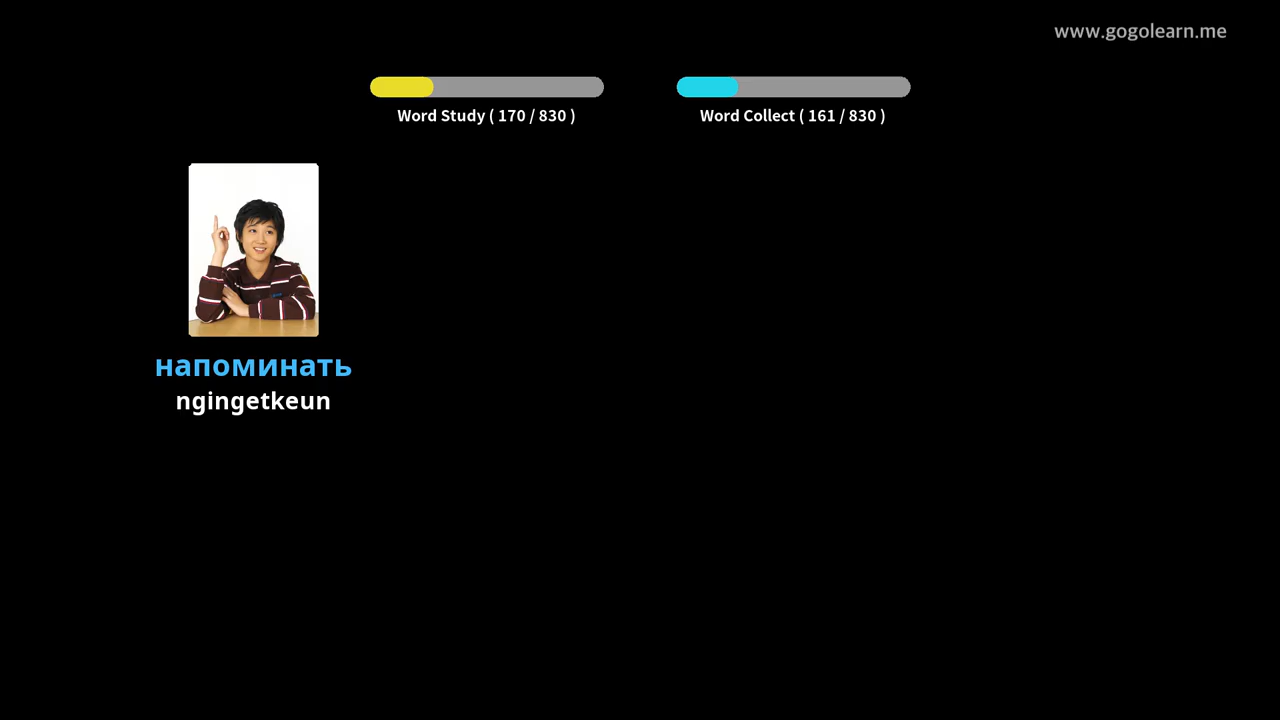 www.gogolearn.me
Word Study ( 170 / 830 )
Word Collect ( 161 / 830 )
напоминать
ngingetkeun